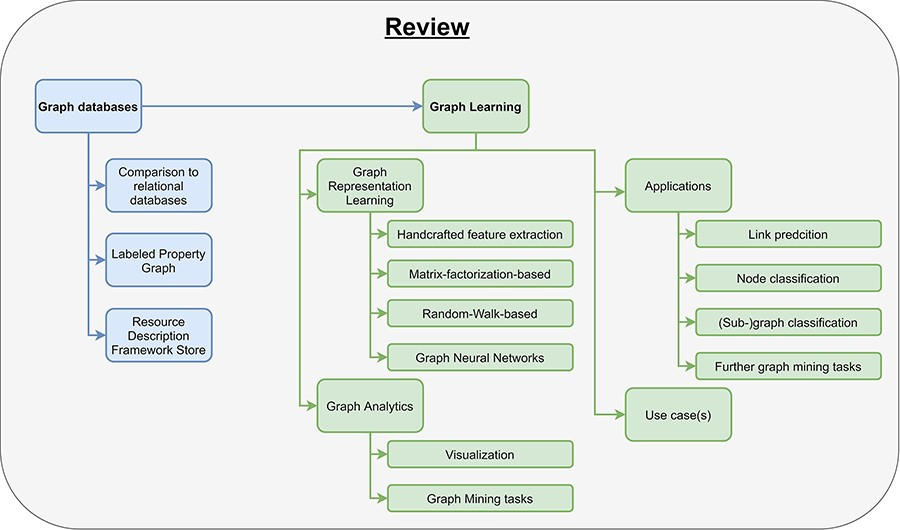 Review
Graph databases
Comparison to
relational
databases
Labeled Property
Graph
Resource
Description
Framework Store
Graph Learning
Graph
Representation
Learning
Handcrafted feature extraction
Matrix-factorization-based
Random-Walk-based
Graph Neural Networks
Graph Analytics
Visualization
Graph Mining tasks
Applications
Link predcition
Node classification
(Sub-)graph classification
Further graph mining tasks
Use case(s)